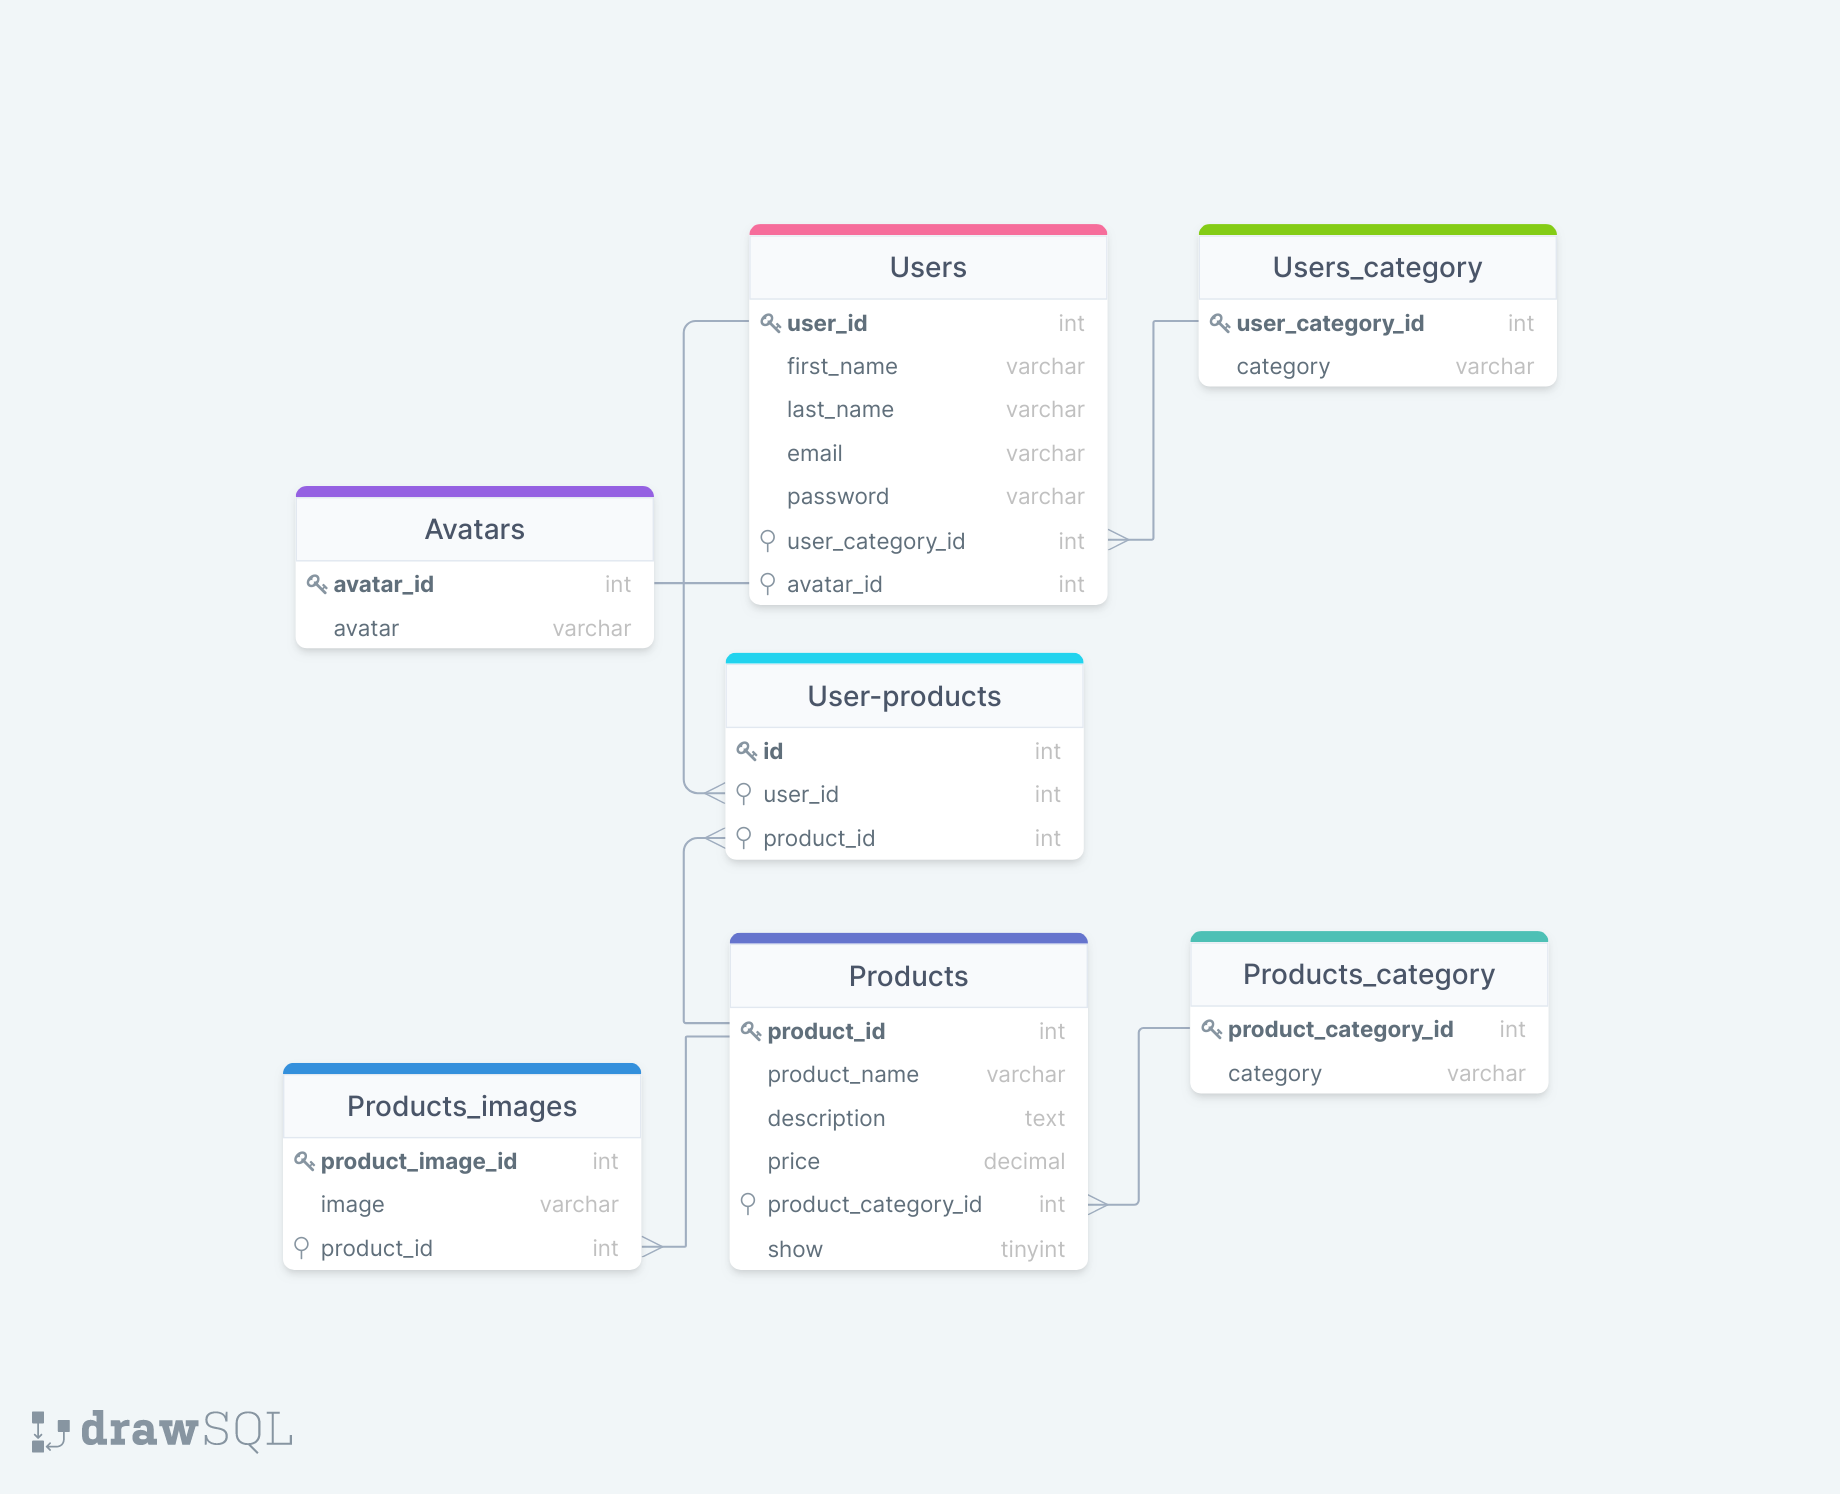 Users
user_id int
first_name varchar
last_name varchar
email varchar
password varchar
user_category_id int
avatar_id int
Users_category
user_category_id int
category varchar
Avatars
avatar_id int
avatar varchar
User-products
id int
user_id int
product_id int
Products
product_id int
product_name varchar
description text
price decimal
product_category_id int
show tinyint
Products_category
product_category_id int
category varchar
Products_images
product_image_id int
image varchar
product_id int
drawSQL